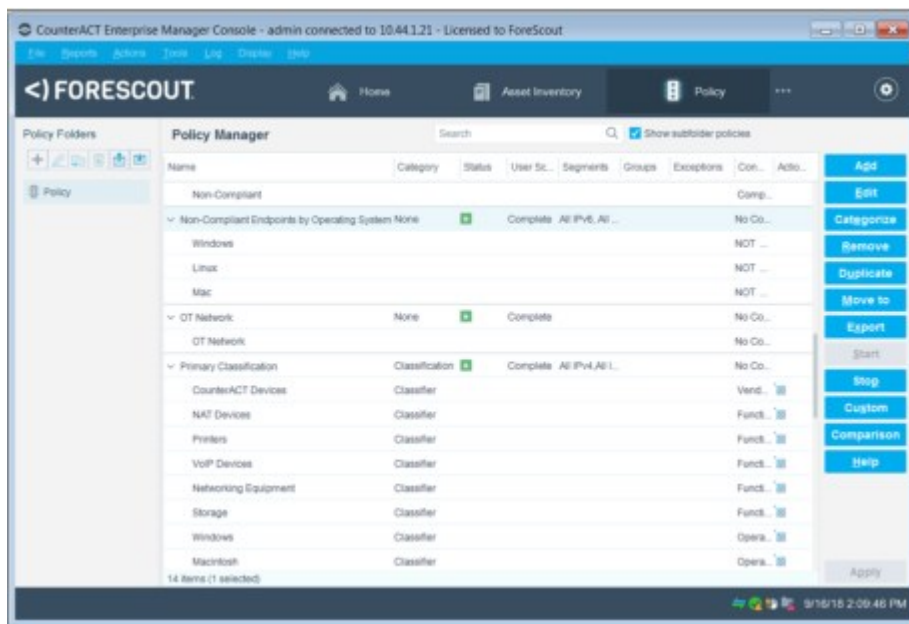 CounterACT Enterprise Manager Console - admin connected to 10.44.1.21 - Licensed to ForeScout
File Reports Actions Tools Log Display Help
<) FORESCOUT Home Asset Inventory Policy ...
Policy Folders
Policy
Policy Manager Search Show subfolder policies
Name Category Status User Sc... Segments Groups Exceptions Con... Actio...
Non-Compliant Comp...
Non-Compliant Endpoints by Operating System None Complete All IPv6, All ... No Co...
Windows NOT ...
Linux NOT ...
Mac NOT ...
OT Network None Complete No Co...
OT Network No Co...
Primary Classification Classification Complete All IPv4,All I... No Co...
CounterACT Devices Classifier Vend...
NAT Devices Classifier Functi...
Printers Classifier Functi...
VoIP Devices Classifier Functi...
Networking Equipment Classifier Functi...
Storage Classifier Functi...
Windows Classifier Opera...
Macintosh Classifier Opera...
14 items (1 selected)
Add
Edit
Categorize
Remove
Duplicate
Move to
Export
Start
Stop
Custom
Comparison
Help
Apply
9/16/18 2:09:46 PM